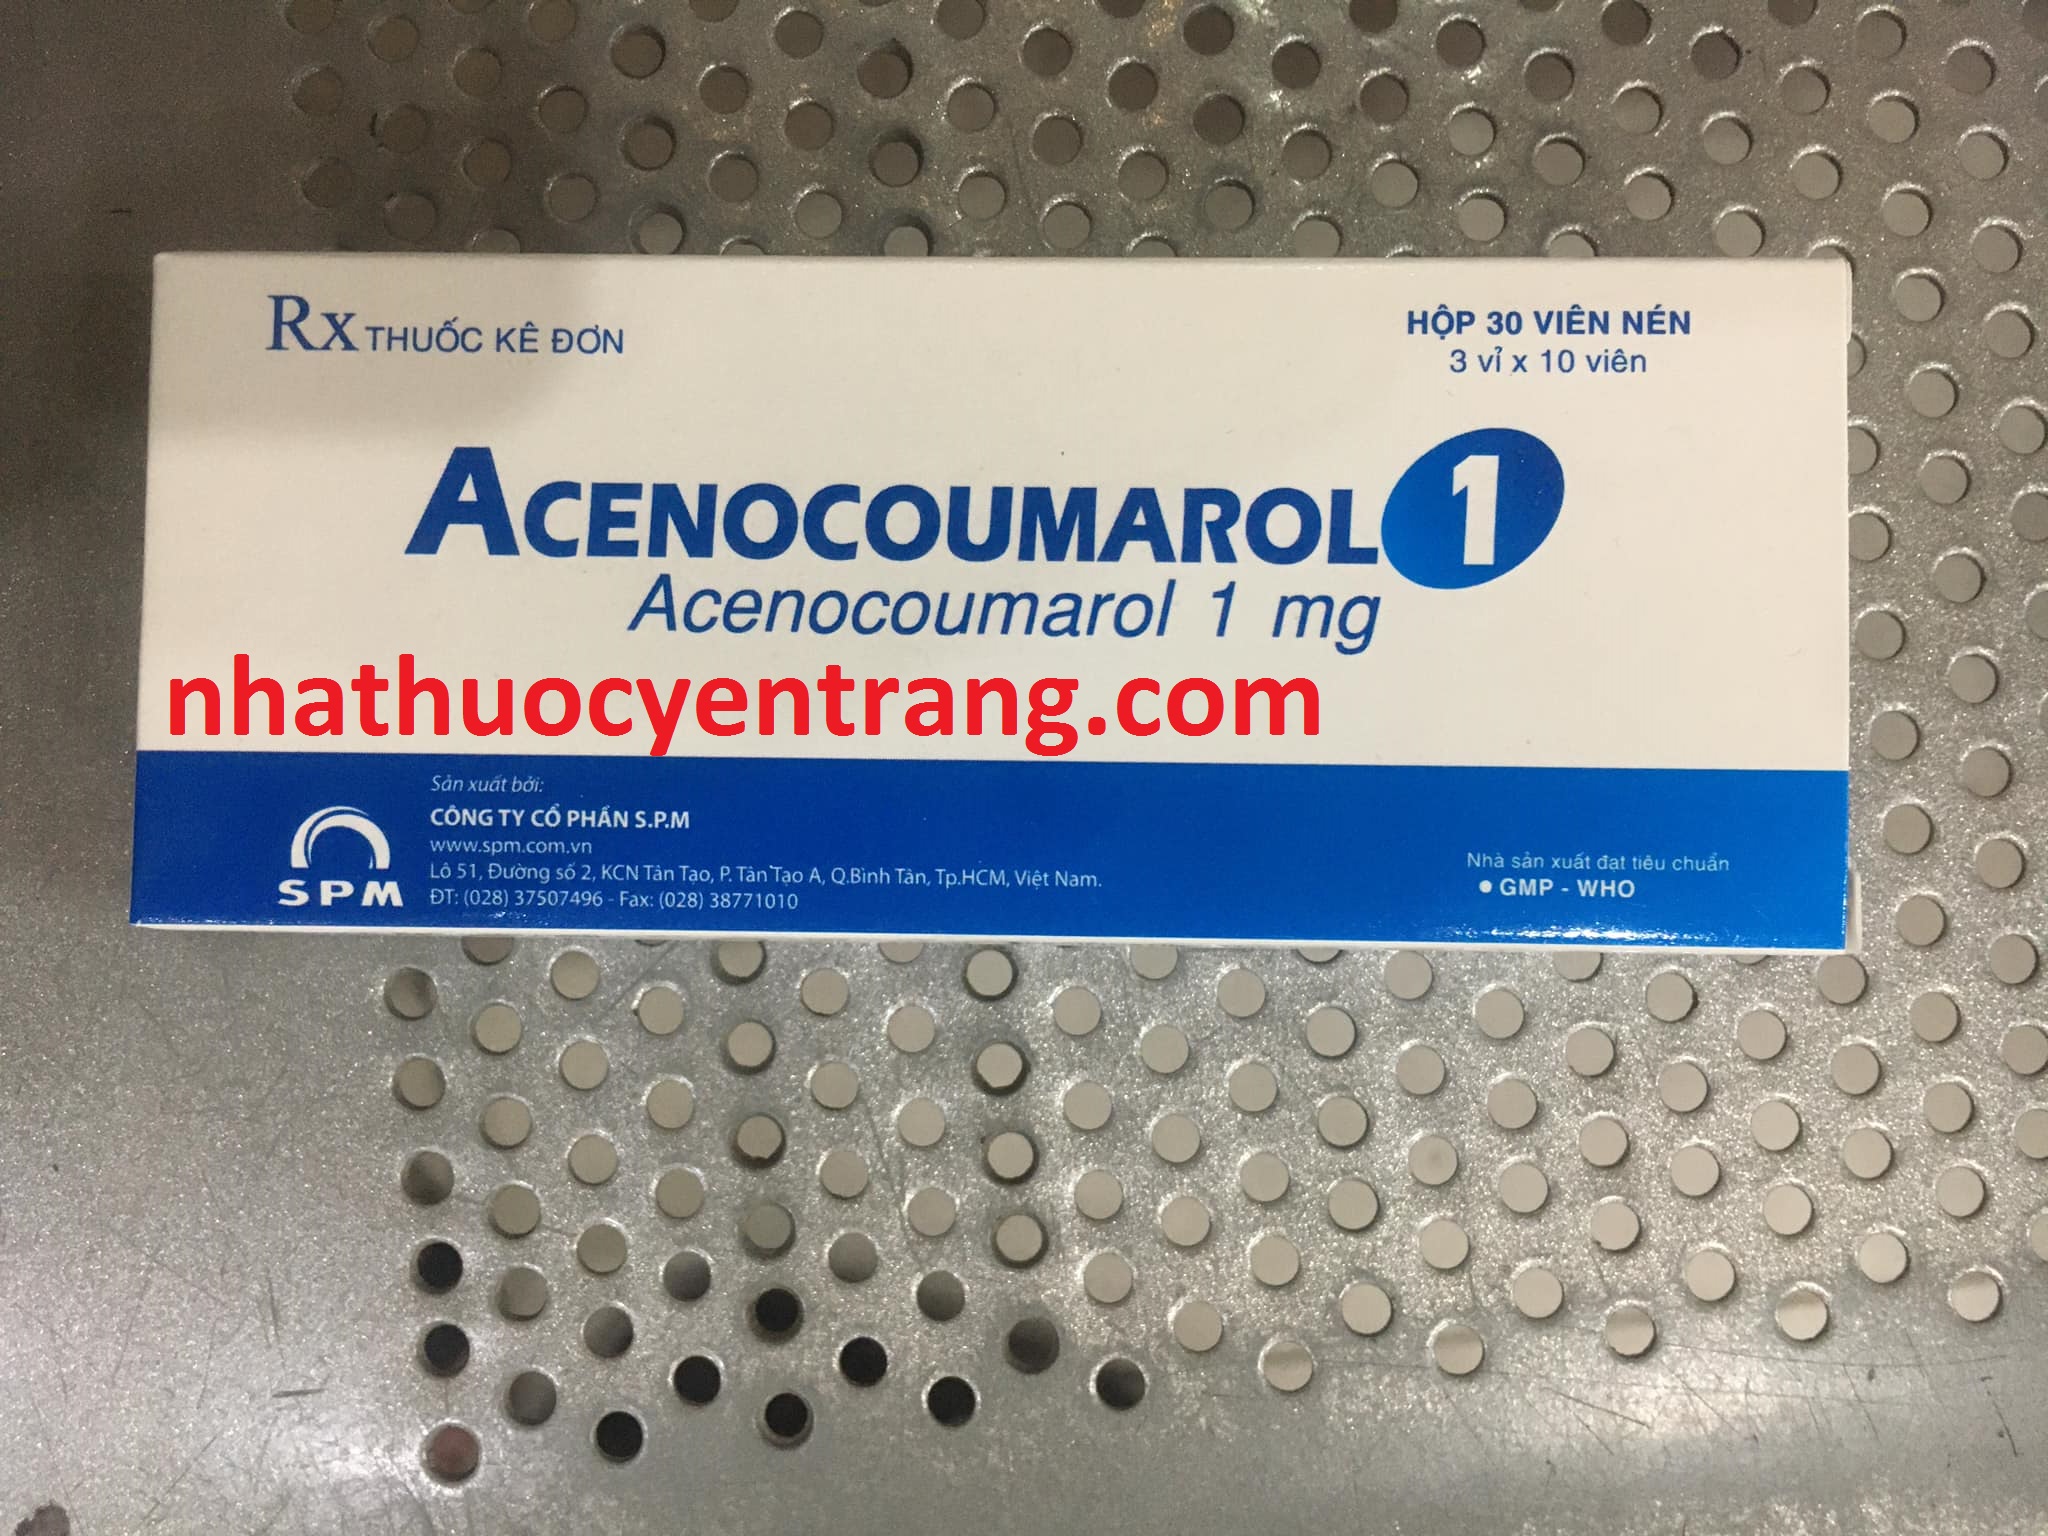 Rx THUỐC KÊ ĐƠN
HỘP 30 VIÊN NÉN
3 vỉ x 10 viên
ACENOCOUMAROL 1
Acenocoumarol 1 mg
nhathuocyentrang.com
Sản xuất bởi:
CÔNG TY CỔ PHẦN S.P.M
www.spm.com.vn
Lô 51, Đường số 2, KCN Tân Tạo, P. Tân Tạo A, Q.Bình Tân, Tp.HCM, Việt Nam.
ĐT: (028) 37507496 - Fax: (028) 38771010
SPM
Nhà sản xuất đạt tiêu chuẩn
● GMP - WHO